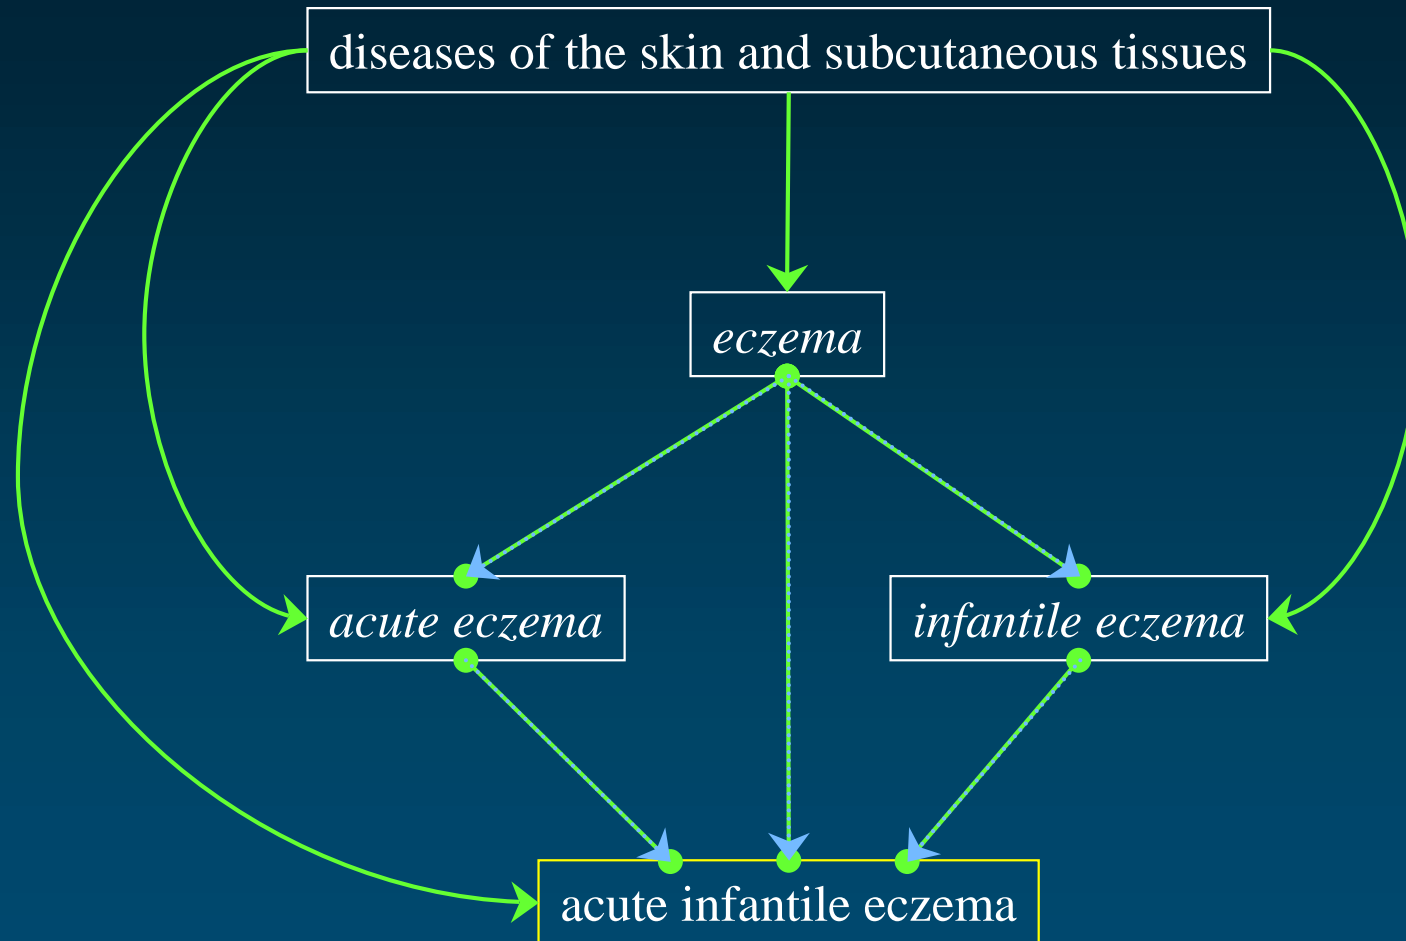 diseases of the skin and subcutaneous tissues
eczema
acute eczema
infantile eczema
acute infantile eczema